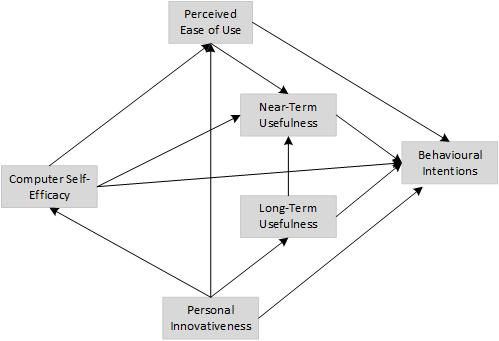 Perceived
Ease of Use
Near-Term
Usefulness
Behavioural
Intentions
Computer Self-
Efficacy
Long-Term
Usefulness
Personal
Innovativeness